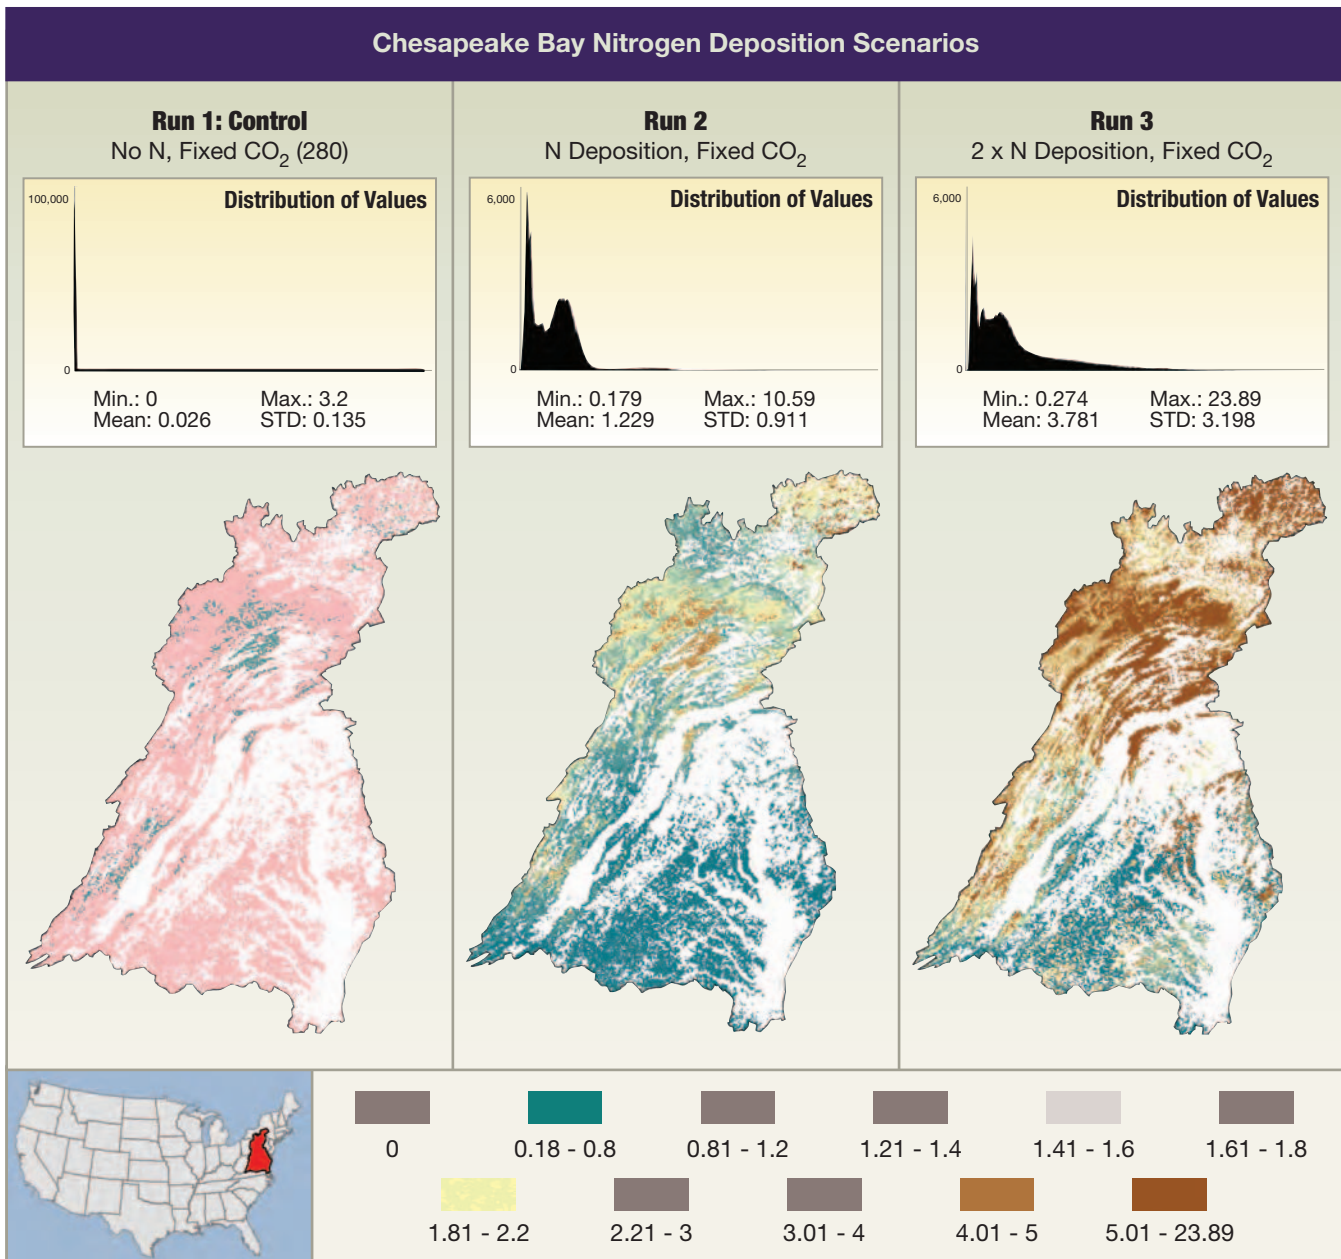 Chesapeake Bay Nitrogen Deposition Scenarios
Run 1: Control
No N, Fixed CO₂ (280)
100,000
Distribution of Values
0
Min.: 0 Max.: 3.2
Mean: 0.026 STD: 0.135
Run 2
N Deposition, Fixed CO₂
6,000
Distribution of Values
0
Min.: 0.179 Max.: 10.59
Mean: 1.229 STD: 0.911
Run 3
2 x N Deposition, Fixed CO₂
6,000
Distribution of Values
0
Min.: 0.274 Max.: 23.89
Mean: 3.781 STD: 3.198
0 0.18 - 0.8 0.81 - 1.2 1.21 - 1.4 1.41 - 1.6 1.61 - 1.8
1.81 - 2.2 2.21 - 3 3.01 - 4 4.01 - 5 5.01 - 23.89